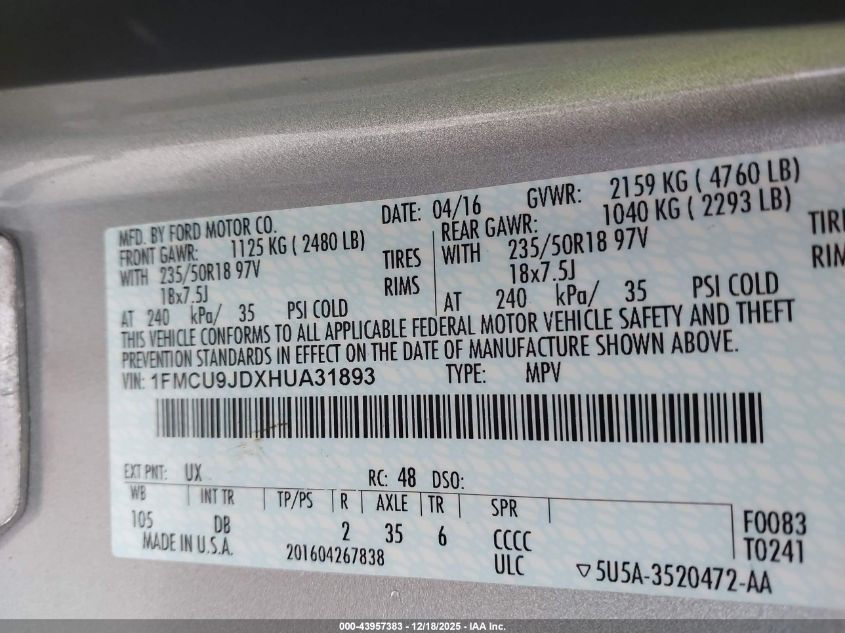 MFD. BY FORD MOTOR CO. DATE: 04/16 GVWR: 2159 KG ( 4760 LB)
FRONT GAWR: 1125 KG ( 2480 LB) REAR GAWR: 1040 KG ( 2293 LB)
WITH 235/50R18 97V TIRES WITH 235/50R18 97V TIRE
18x7.5J RIMS 18x7.5J RIM
AT 240 kPa/ 35 PSI COLD AT 240 kPa/ 35 PSI COLD
THIS VEHICLE CONFORMS TO ALL APPLICABLE FEDERAL MOTOR VEHICLE SAFETY AND THEFT
PREVENTION STANDARDS IN EFFECT ON THE DATE OF MANUFACTURE SHOWN ABOVE.
VIN: 1FMCU9JDXHUA31893 TYPE: MPV
EXT PNT: UX RC: 48 DSO:
WB INT TR TP/PS R AXLE TR SPR F0083
105 DB 2 35 6 CCCC T0241
MADE IN U.S.A. 201604267838 ULC ▽5U5A-3520472-AA
000-43957383 - 12/18/2025 - IAA Inc.